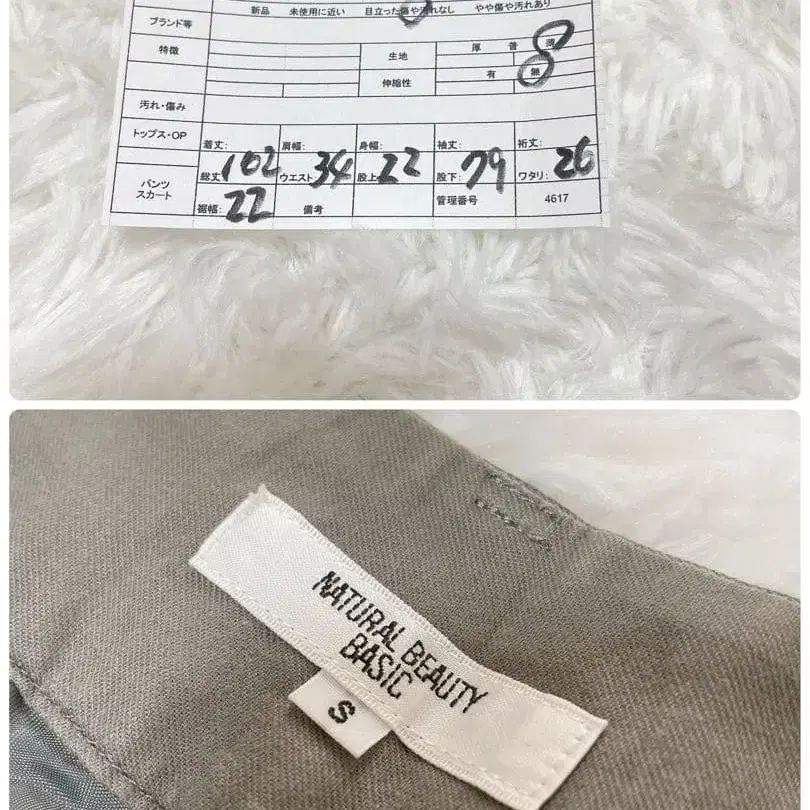 新品 未使用に近い 目立った傷や汚れなし やや傷や汚れあり
ブランド等
特徴 生地 厚 普 薄
伸縮性 有 無
汚れ・傷み
トップス・OP 着丈: 肩幅: 身幅: 袖丈: 裄丈:
パンツ スカート 総丈: 102 ウエスト: 34 股上: 22 股下: 79 ワタリ: 26
裾幅: 22 備考 管理番号 4617
NATURAL BEAUTY
BASIC
S